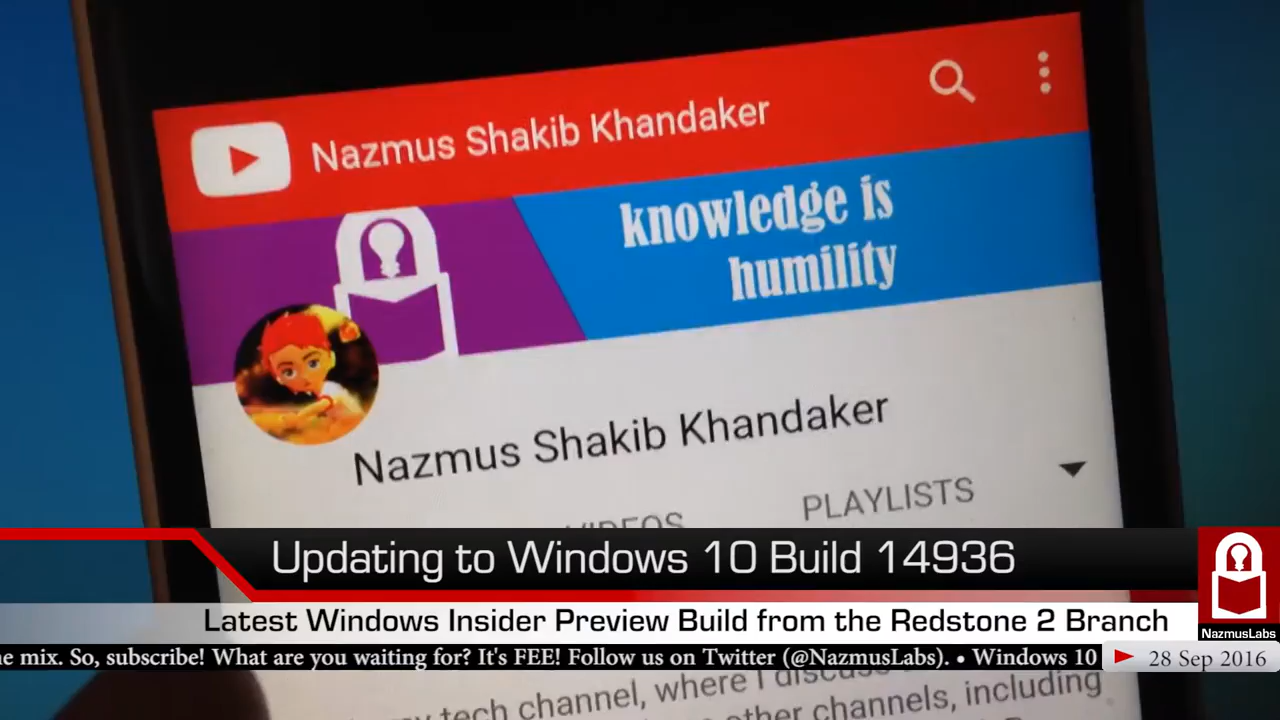 Nazmus Shakib Khandaker
knowledge is
humility
Nazmus Shakib Khandaker
VIDEOS
PLAYLISTS
Updating to Windows 10 Build 14936
Latest Windows Insider Preview Build from the Redstone 2 Branch
NazmusLabs
mix. So, subscribe! What are you waiting for? It's FEE! Follow us on Twitter (@NazmusLabs). • Windows 10
28 Sep 2016
tech channel, where I discuss
other channels, including